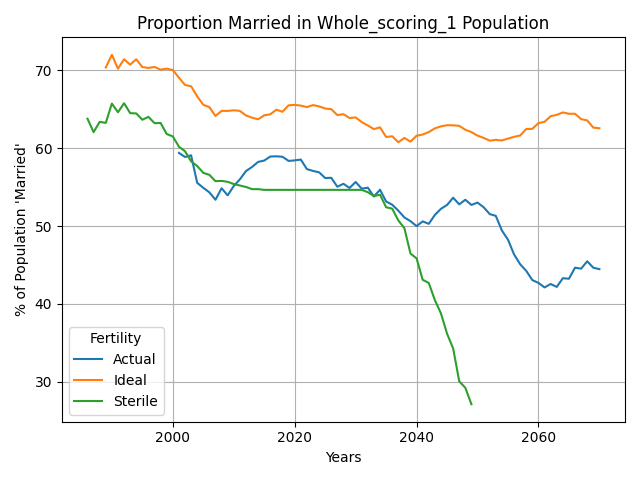 Proportion Married in Whole_scoring_1 Population
% of Population 'Married'
70
60
50
40
30
Fertility
Actual
Ideal
Sterile
2000
2020
2040
2060
Years